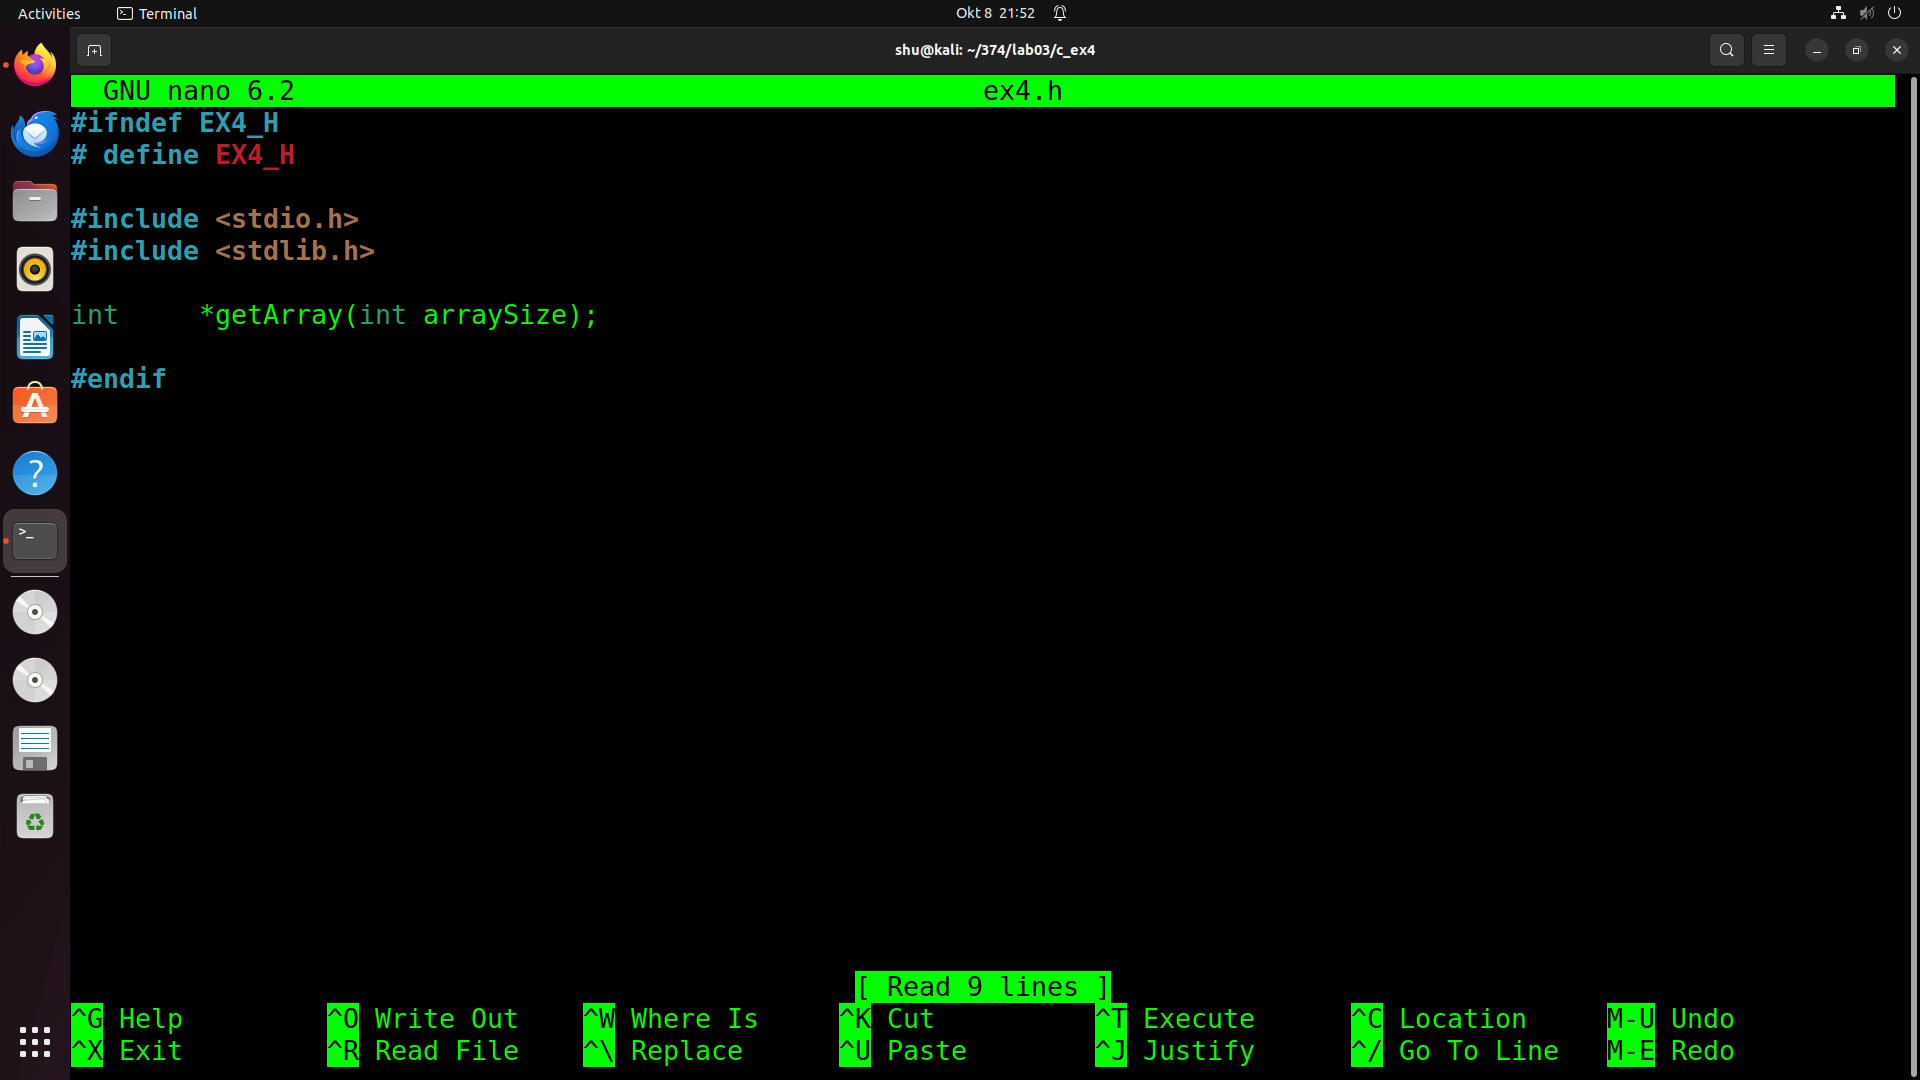 Activities Terminal Okt 8 21:52
shu@kali: ~/374/lab03/c_ex4
GNU nano 6.2 ex4.h
#ifndef EX4_H
# define EX4_H
#include <stdio.h>
#include <stdlib.h>
int *getArray(int arraySize);
#endif
[ Read 9 lines ]
^G Help ^O Write Out ^W Where Is ^K Cut ^T Execute ^C Location M-U Undo
^X Exit ^R Read File ^\ Replace ^U Paste ^J Justify ^/ Go To Line M-E Redo